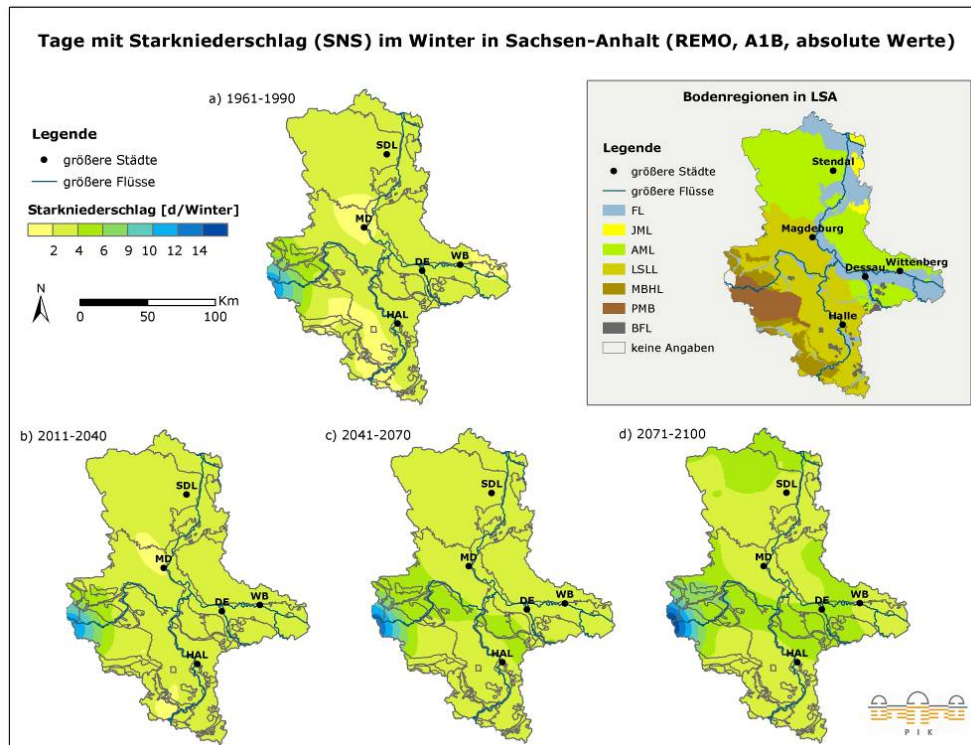 Tage mit Starkniederschlag (SNS) im Winter in Sachsen-Anhalt (REMO, A1B, absolute Werte)
a) 1961-1990
Legende
größere Städte
größere Flüsse
Starkniederschlag [d/Winter]
2 4 6 8 10 12 14
N
Km
0 50 100
SDL
MD
DE
WB
HAL
Bodenregionen in LSA
Legende
größere Städte
größere Flüsse
FL
JML
AML
LSLL
MBHL
PMB
BFL
keine Angaben
Stendal
Magdeburg
Dessau
Wittenberg
Halle
b) 2011-2040
SDL
MD
DE
WB
HAL
c) 2041-2070
SDL
MD
DE
WB
HAL
d) 2071-2100
SDL
MD
DE
WB
HAL
P I K